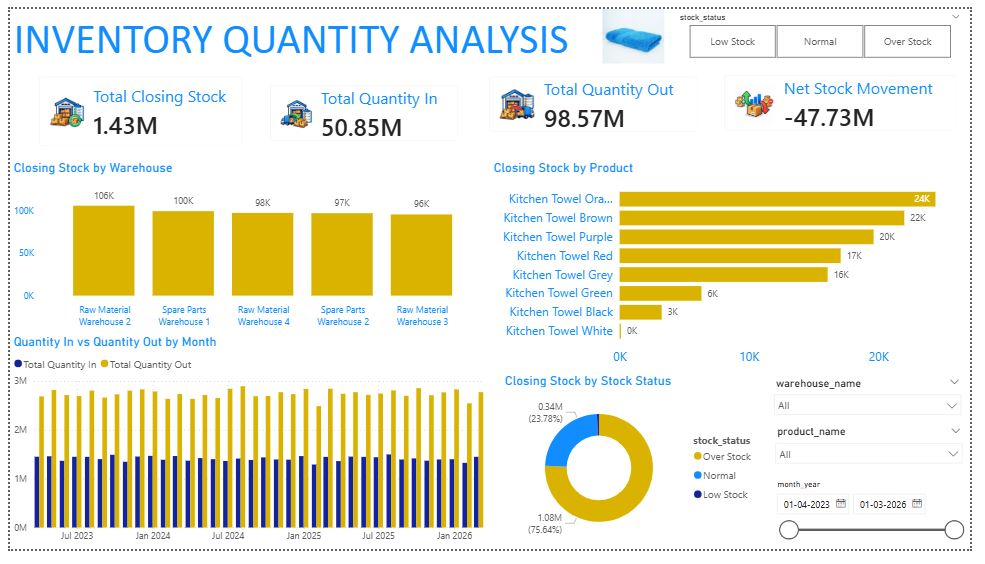 INVENTORY QUANTITY ANALYSIS
stock_status
Low Stock
Normal
Over Stock
Total Closing Stock
1.43M
Total Quantity In
50.85M
Total Quantity Out
98.57M
Net Stock Movement
-47.73M
Closing Stock by Warehouse
106K
100K
98K
97K
96K
100K
50K
0K
Raw Material
Warehouse 2
Spare Parts
Warehouse 1
Raw Material
Warehouse 4
Spare Parts
Warehouse 2
Raw Material
Warehouse 3
Closing Stock by Product
Kitchen Towel Ora...
24K
Kitchen Towel Brown
22K
Kitchen Towel Purple
20K
Kitchen Towel Red
17K
Kitchen Towel Grey
16K
Kitchen Towel Green
6K
Kitchen Towel Black
3K
Kitchen Towel White
0K
0K
10K
20K
Quantity In vs Quantity Out by Month
Total Quantity In
Total Quantity Out
3M
2M
1M
0M
Jul 2023
Jan 2024
Jul 2024
Jan 2025
Jul 2025
Jan 2026
Closing Stock by Stock Status
0.34M
(23.78%)
1.08M
(75.64%)
stock_status
Over Stock
Normal
Low Stock
warehouse_name
All
product_name
All
month_year
01-04-2023
01-03-2026